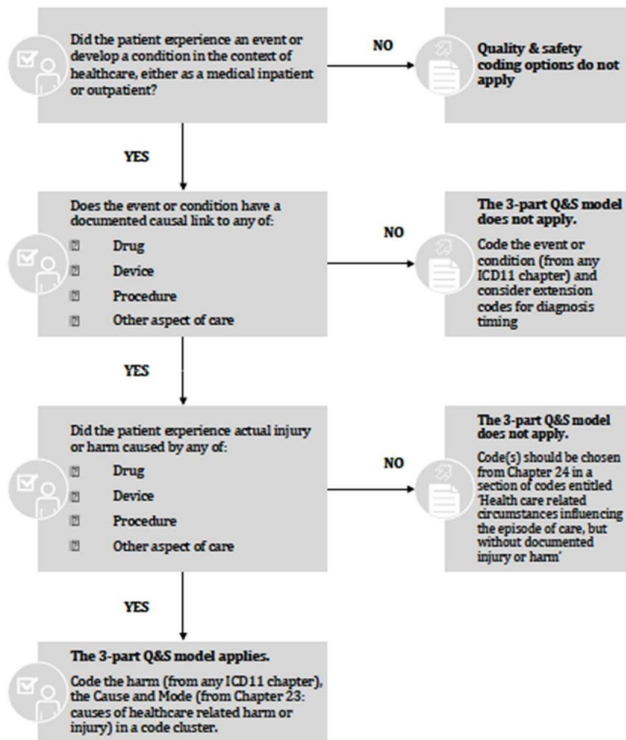 Did the patient experience an event or
develop a condition in the context of
healthcare, either as a medical inpatient
or outpatient?
NO
Quality & safety
coding options do not
apply
YES
Does the event or condition have a
documented causal link to any of:
Drug
Device
Procedure
Other aspect of care
NO
The 3-part Q&S model
does not apply.
Code the event or
condition (from any
ICD11 chapter) and
consider extension
codes for diagnosis
timing
YES
Did the patient experience actual injury
or harm caused by any of:
Drug
Device
Procedure
Other aspect of care
NO
The 3-part Q&S model
does not apply.
Code(s) should be chosen
from Chapter 24 in a
section of codes entitled
'Health care related
circumstances influencing
the episode of care, but
without documented
injury or harm'
YES
The 3-part Q&S model applies.
Code the harm (from any ICD11 chapter),
the Cause and Mode (from Chapter 23:
causes of healthcare related harm or
injury) in a code cluster.